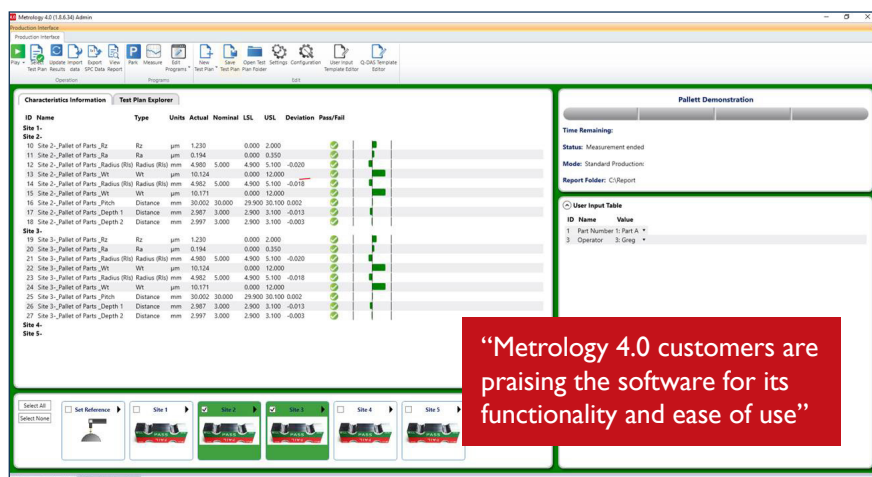 Metrology 4.0 (1.8.6.34) Admin
Production Interface
Production Interface
Play Select Test Plan Update Results Import data Export SPC Data View Report Park Measure Edit Programs New Test Plan Save Test Plan Open Test Plan Folder Settings Configuration User Input Template Editor Q-DAS Template Editor
Operation Programs Edit
Characteristics Information Test Plan Explorer
ID Name Type Units Actual Nominal LSL USL Deviation Pass/Fail
Site 1-
Site 2-
10 Site 2-_Pallet of Parts _Rz Rz µm 1.230 0.000 2.000
11 Site 2-_Pallet of Parts _Ra Ra µm 0.194 0.000 0.350
12 Site 2-_Pallet of Parts _Radius (Rls) Radius (Rls) mm 4.980 5.000 4.900 5.100 -0.020
13 Site 2-_Pallet of Parts _Wt Wt µm 10.124 0.000 12.000
14 Site 2-_Pallet of Parts _Radius (Rls) Radius (Rls) mm 4.982 5.000 4.900 5.100 -0.018
15 Site 2-_Pallet of Parts _Wt Wt µm 10.171 0.000 12.000
16 Site 2-_Pallet of Parts _Pitch Distance mm 30.002 30.000 29.900 30.100 0.002
17 Site 2-_Pallet of Parts _Depth 1 Distance mm 2.987 3.000 2.900 3.100 -0.013
18 Site 2-_Pallet of Parts _Depth 2 Distance mm 2.997 3.000 2.900 3.100 -0.003
Site 3-
19 Site 3-_Pallet of Parts _Rz Rz µm 1.230 0.000 2.000
20 Site 3-_Pallet of Parts _Ra Ra µm 0.194 0.000 0.350
21 Site 3-_Pallet of Parts _Radius (Rls) Radius (Rls) mm 4.980 5.000 4.900 5.100 -0.020
22 Site 3-_Pallet of Parts _Wt Wt µm 10.124 0.000 12.000
23 Site 3-_Pallet of Parts _Radius (Rls) Radius (Rls) mm 4.982 5.000 4.900 5.100 -0.018
24 Site 3-_Pallet of Parts _Wt Wt µm 10.171 0.000 12.000
25 Site 3-_Pallet of Parts _Pitch Distance mm 30.002 30.000 29.900 30.100 0.002
26 Site 3-_Pallet of Parts _Depth 1 Distance mm 2.987 3.000 2.900 3.100 -0.013
27 Site 3-_Pallet of Parts _Depth 2 Distance mm 2.997 3.000 2.900 3.100 -0.003
Site 4-
Site 5-
Pallett Demonstration
Time Remaining:
Status: Measurement ended
Mode: Standard Production:
Report Folder: C:\Report
User Input Table
ID Name Value
1 Part Number 1: Part A
3 Operator 3: Greg
"Metrology 4.0 customers are
praising the software for its
functionality and ease of use"
Select All
Select None
Set Reference Site 1 Site 2 Site 3 Site 4 Site 5
PASS PASS PASS PASS PASS